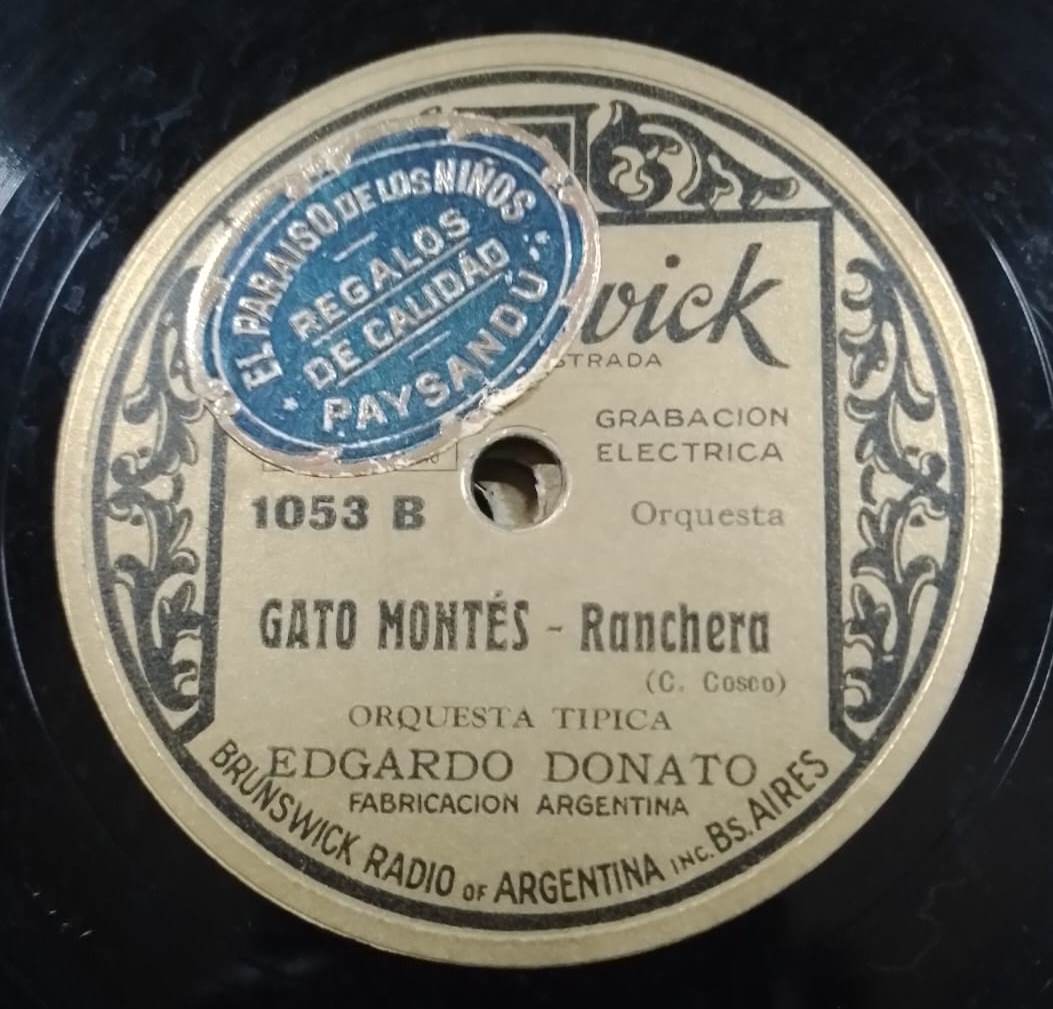 EL PARAISO DE LOS NIÑOS
REGALOS
DE CALIDAD
PAYSANDÚ
wick
STRADA
GRABACION
ELECTRICA
1053 B
Orquesta
GATO MONTÉS - Ranchera
(C. Cosco)
ORQUESTA TIPICA
EDGARDO DONATO
FABRICACION ARGENTINA
BRUNSWICK RADIO OF ARGENTINA INC. Bs. AIRES